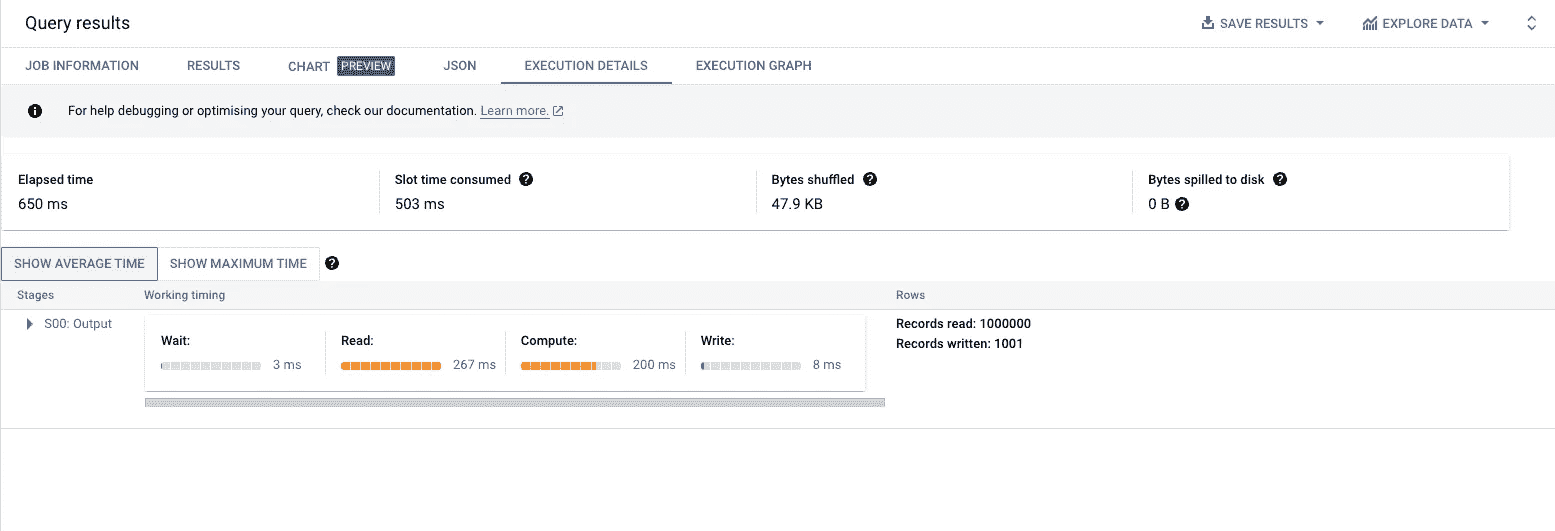 Query results
SAVE RESULTS
EXPLORE DATA
JOB INFORMATION
RESULTS
CHART PREVIEW
JSON
EXECUTION DETAILS
EXECUTION GRAPH
For help debugging or optimising your query, check our documentation. Learn more.
Elapsed time
650 ms
Slot time consumed
503 ms
Bytes shuffled
47.9 KB
Bytes spilled to disk
0 B
SHOW AVERAGE TIME
SHOW MAXIMUM TIME
Stages
Working timing
Rows
S00: Output
Wait:
3 ms
Read:
267 ms
Compute:
200 ms
Write:
8 ms
Records read: 1000000
Records written: 1001